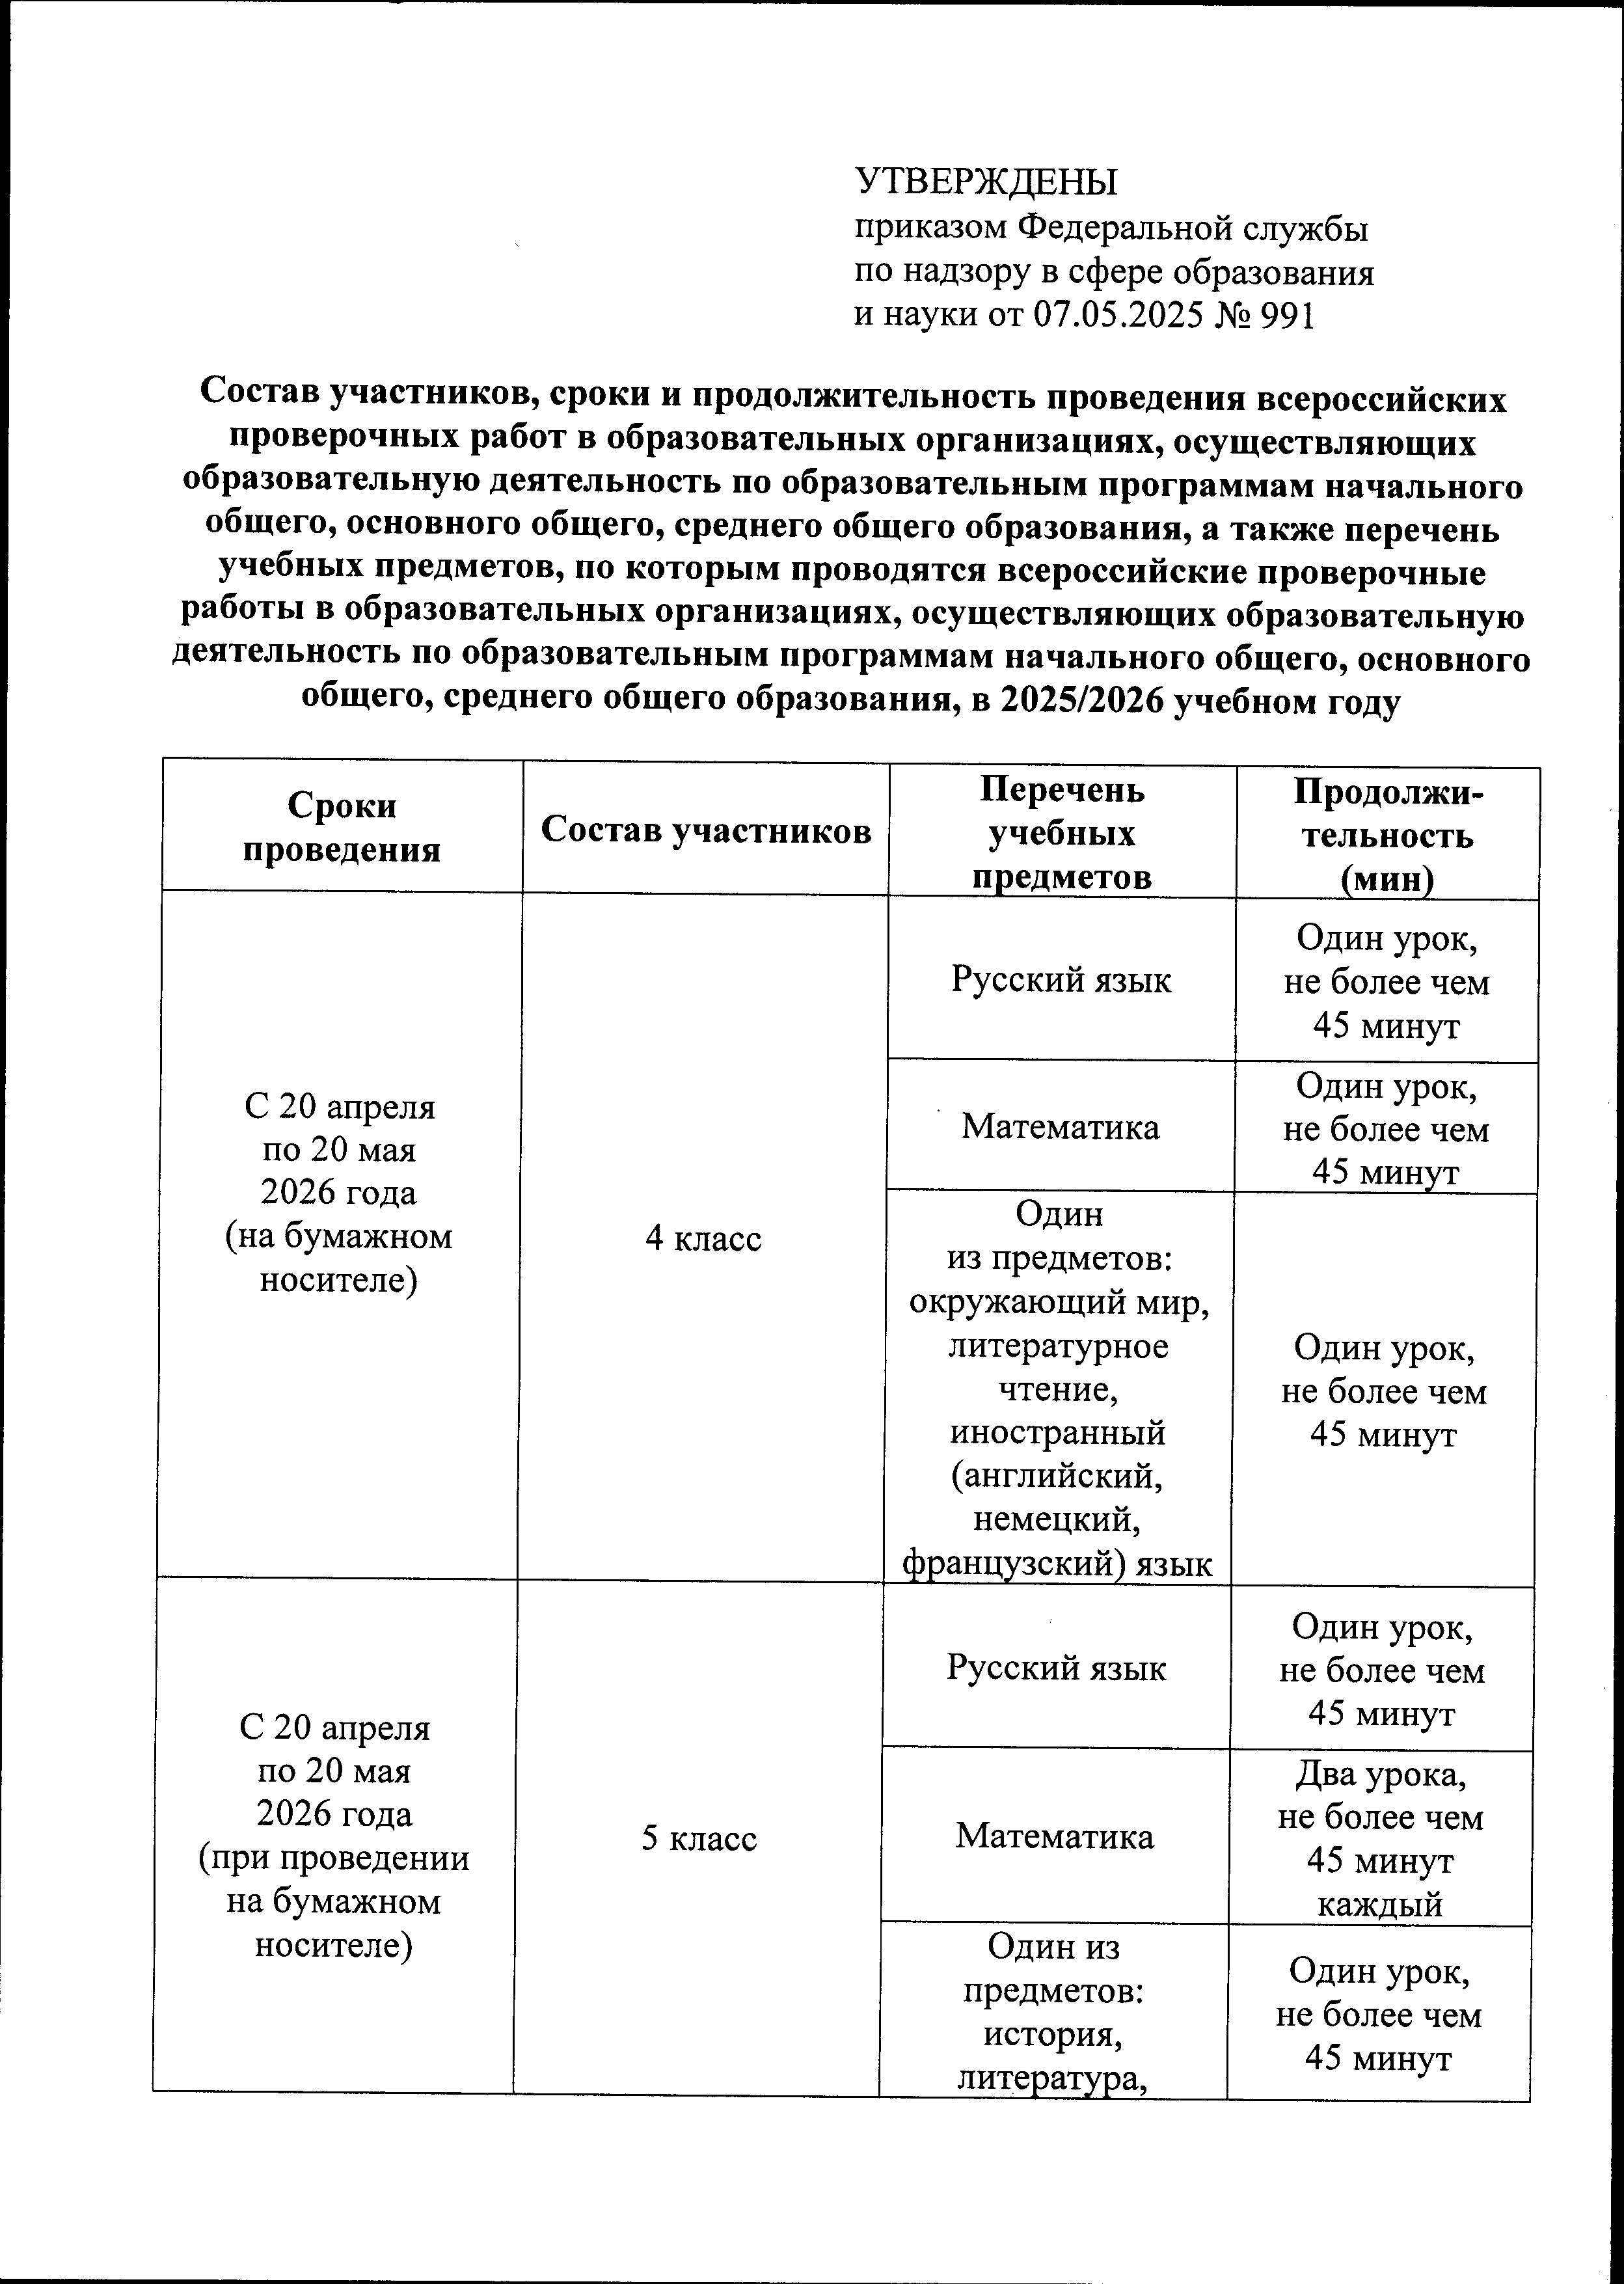 УТВЕРЖДЕНЫ
приказом Федеральной службы
по надзору в сфере образования
и науки от 07.05.2025 № 991
Состав участников, сроки и продолжительность проведения всероссийских
проверочных работ в образовательных организациях, осуществляющих
образовательную деятельность по образовательным программам начального
общего, основного общего, среднего общего образования, а также перечень
учебных предметов, по которым проводятся всероссийские проверочные
работы в образовательных организациях, осуществляющих образовательную
деятельность по образовательным программам начального общего, основного
общего, среднего общего образования, в 2025/2026 учебном году
Сроки
проведения
Состав участников
Перечень
учебных
предметов
Продолжи-
тельность
(мин)
С 20 апреля
по 20 мая
2026 года
(на бумажном
носителе)
4 класс
Русский язык
Один урок,
не более чем
45 минут
Математика
Один урок,
не более чем
45 минут
Один
из предметов:
окружающий мир,
литературное
чтение,
иностранный
(английский,
немецкий,
французский) язык
Один урок,
не более чем
45 минут
С 20 апреля
по 20 мая
2026 года
(при проведении
на бумажном
носителе)
5 класс
Русский язык
Один урок,
не более чем
45 минут
Математика
Два урока,
не более чем
45 минут
каждый
Один из
предметов:
история,
литература,
Один урок,
не более чем
45 минут